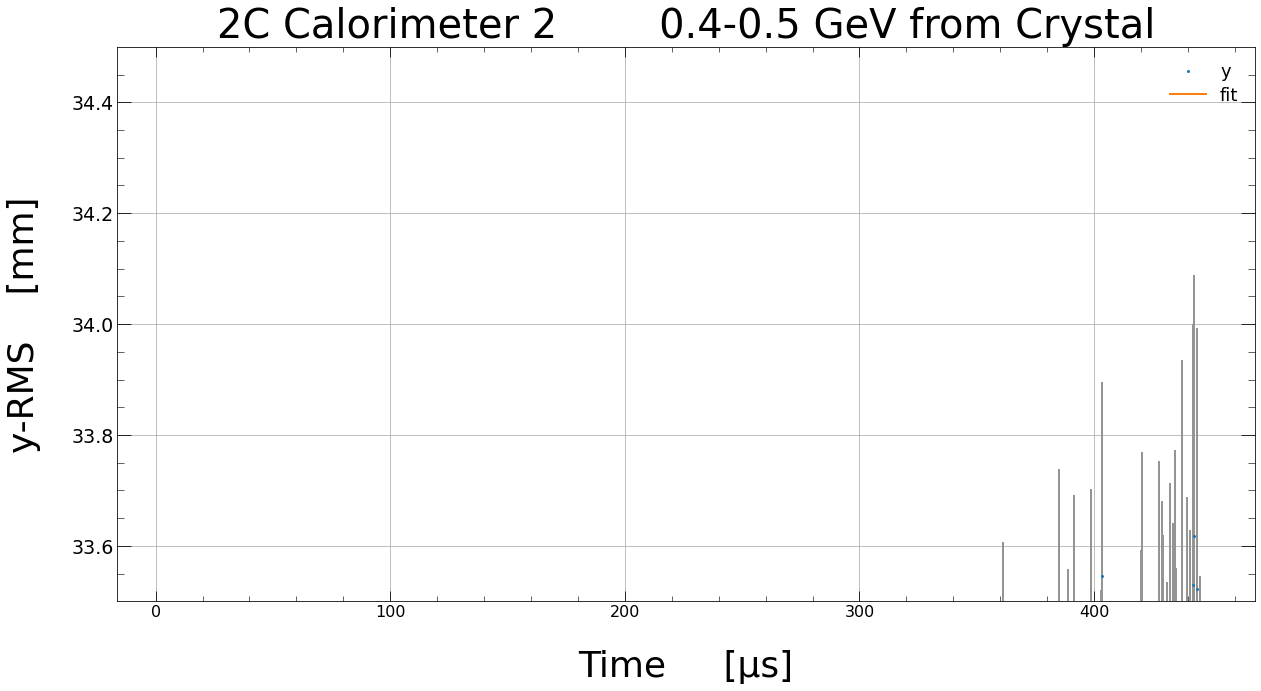 2C Calorimeter 2 0.4-0.5 GeV from Crystal
y
fit
34.4
34.2
34.0
33.8
33.6
y-RMS [mm]
0 100 200 300 400
Time [μs]